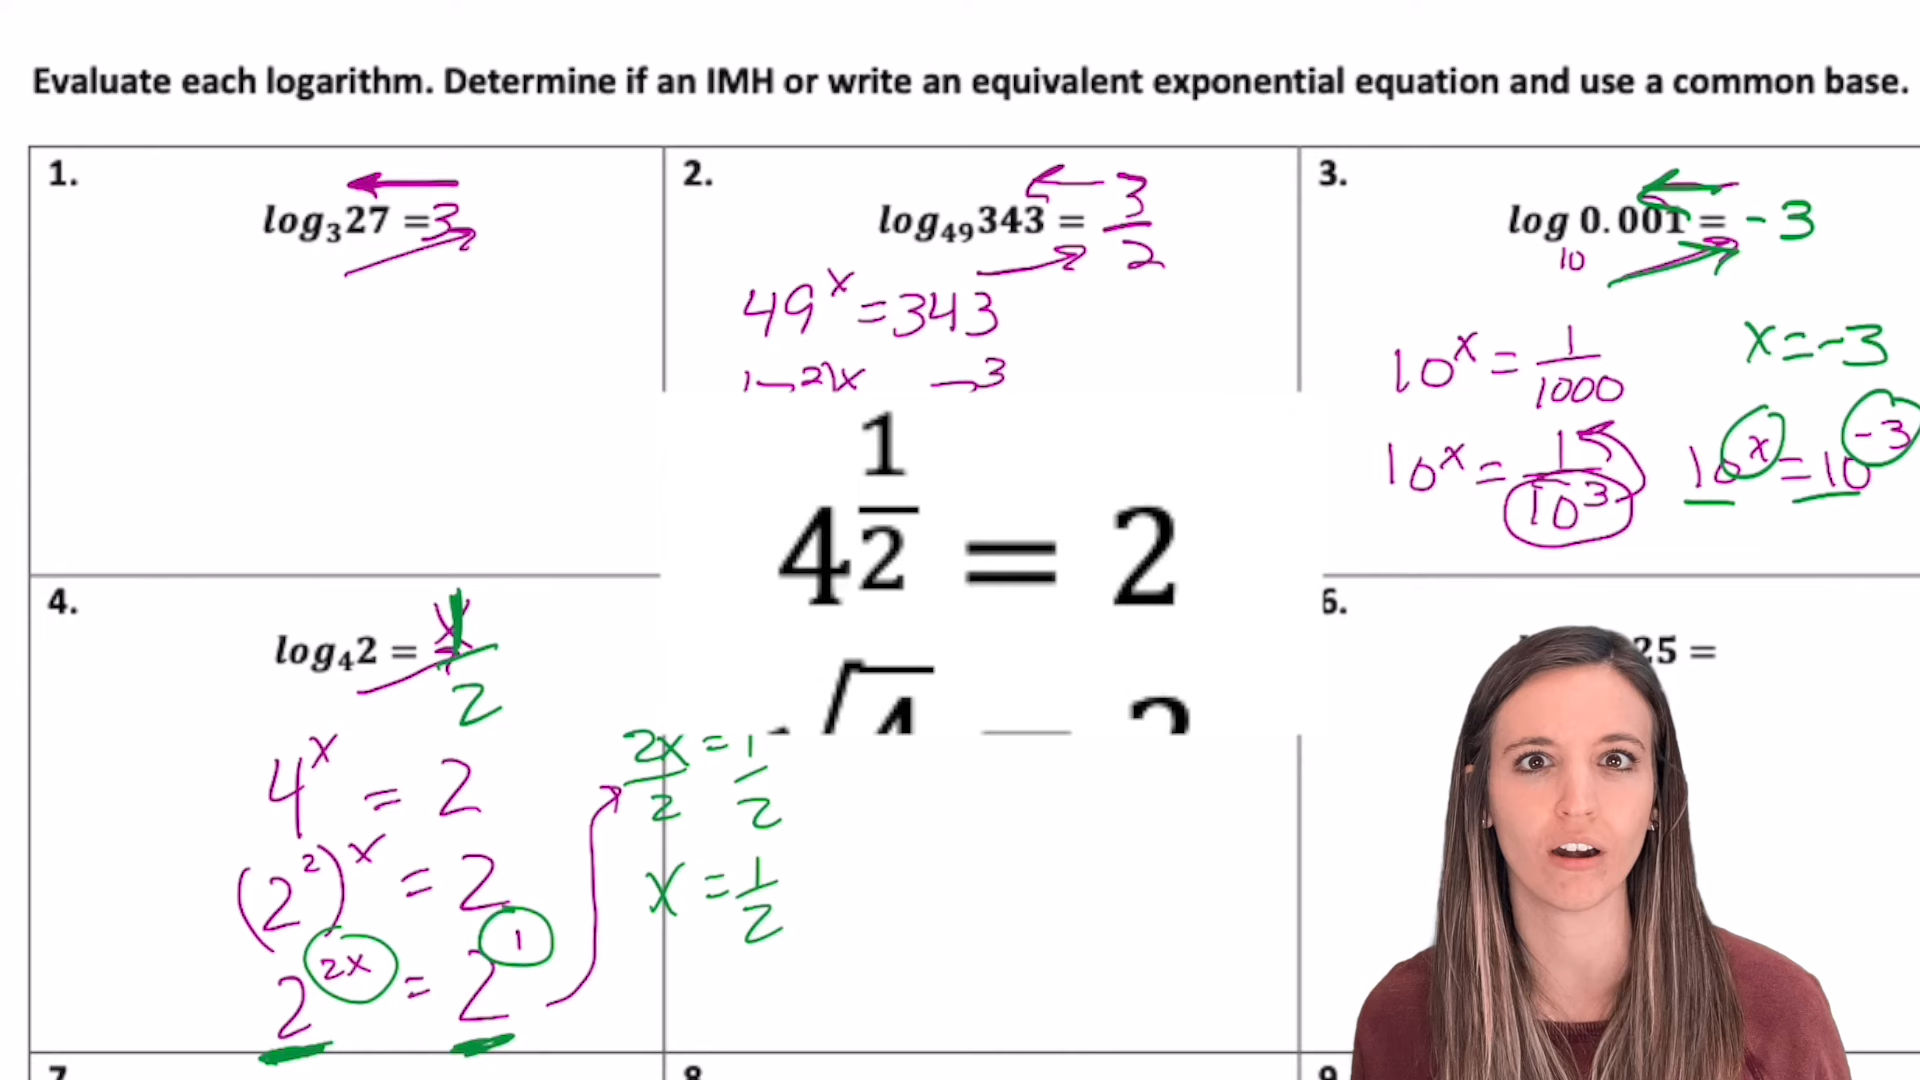 Evaluate each logarithm. Determine if an IMH or write an equivalent exponential equation and use a common base.
1.
log₃27 = 3
2.
log₄₉343 = 3/2
49ˣ = 343
3.
log 0.001 = -3
10
10ˣ = 1/1000
x = -3
10ˣ = 1/10³
10ˣ = 10⁻³
4^(1/2) = 2
4.
log₄2 = 1/2
4ˣ = 2
(2²)ˣ = 2
2²ˣ = 2¹
2x/2 = 1/2
x = 1/2
6.
25 =